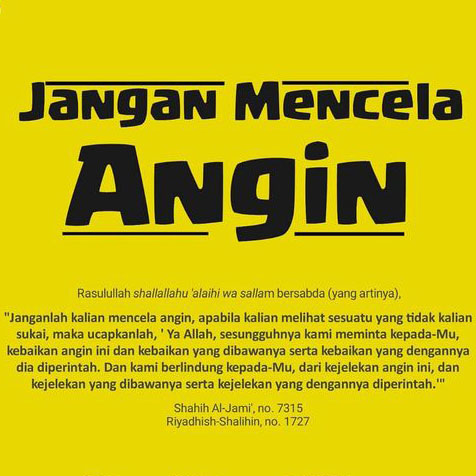 Jangan Mencela
Angin
Rasulullah shallallahu 'alaihi wa sallam bersabda (yang artinya),
"Janganlah kalian mencela angin, apabila kalian melihat sesuatu yang tidak kalian
sukai, maka ucapkanlah, ' Ya Allah, sesungguhnya kami meminta kepada-Mu,
kebaikan angin ini dan kebaikan yang dibawanya serta kebaikan yang dengannya
dia diperintah. Dan kami berlindung kepada-Mu, dari kejelekan angin ini, dan
kejelekan yang dibawanya serta kejelekan yang dengannya diperintah.'"
Shahih Al-Jami', no. 7315
Riyadhish-Shalihin, no. 1727